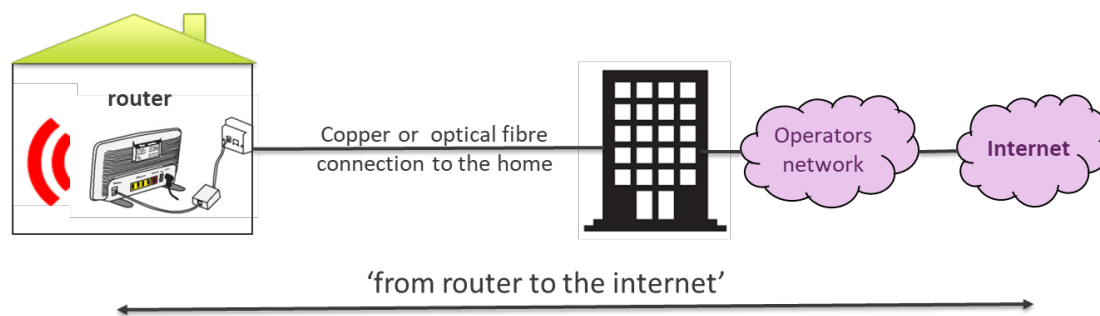 router
Copper or optical fibre
connection to the home
Operators
network
Internet
‘from router to the internet’